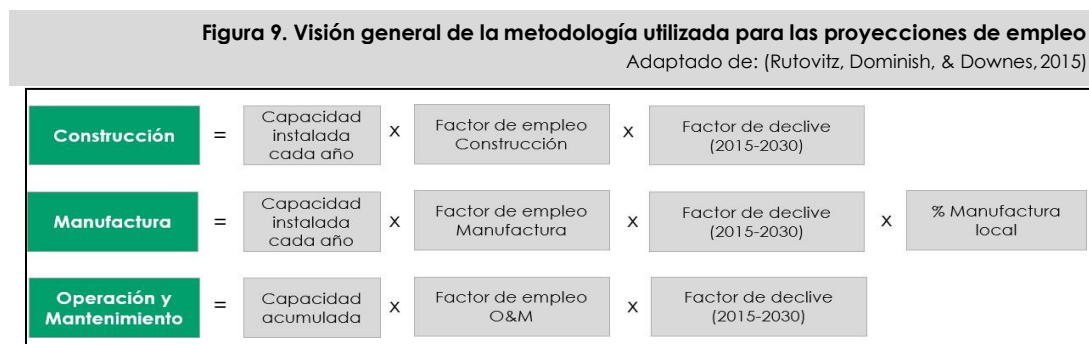 Figura 9. Visión general de la metodología utilizada para las proyecciones de empleo
Adaptado de: (Rutovitz, Dominish, & Downes, 2015)
Construcción
=
Capacidad
instalada
cada año
x
Factor de empleo
Construcción
x
Factor de declive
(2015-2030)
Manufactura
=
Capacidad
instalada
cada año
x
Factor de empleo
Manufactura
x
Factor de declive
(2015-2030)
x
% Manufactura
local
Operación y
Mantenimiento
=
Capacidad
acumulada
x
Factor de empleo
O&M
x
Factor de declive
(2015-2030)